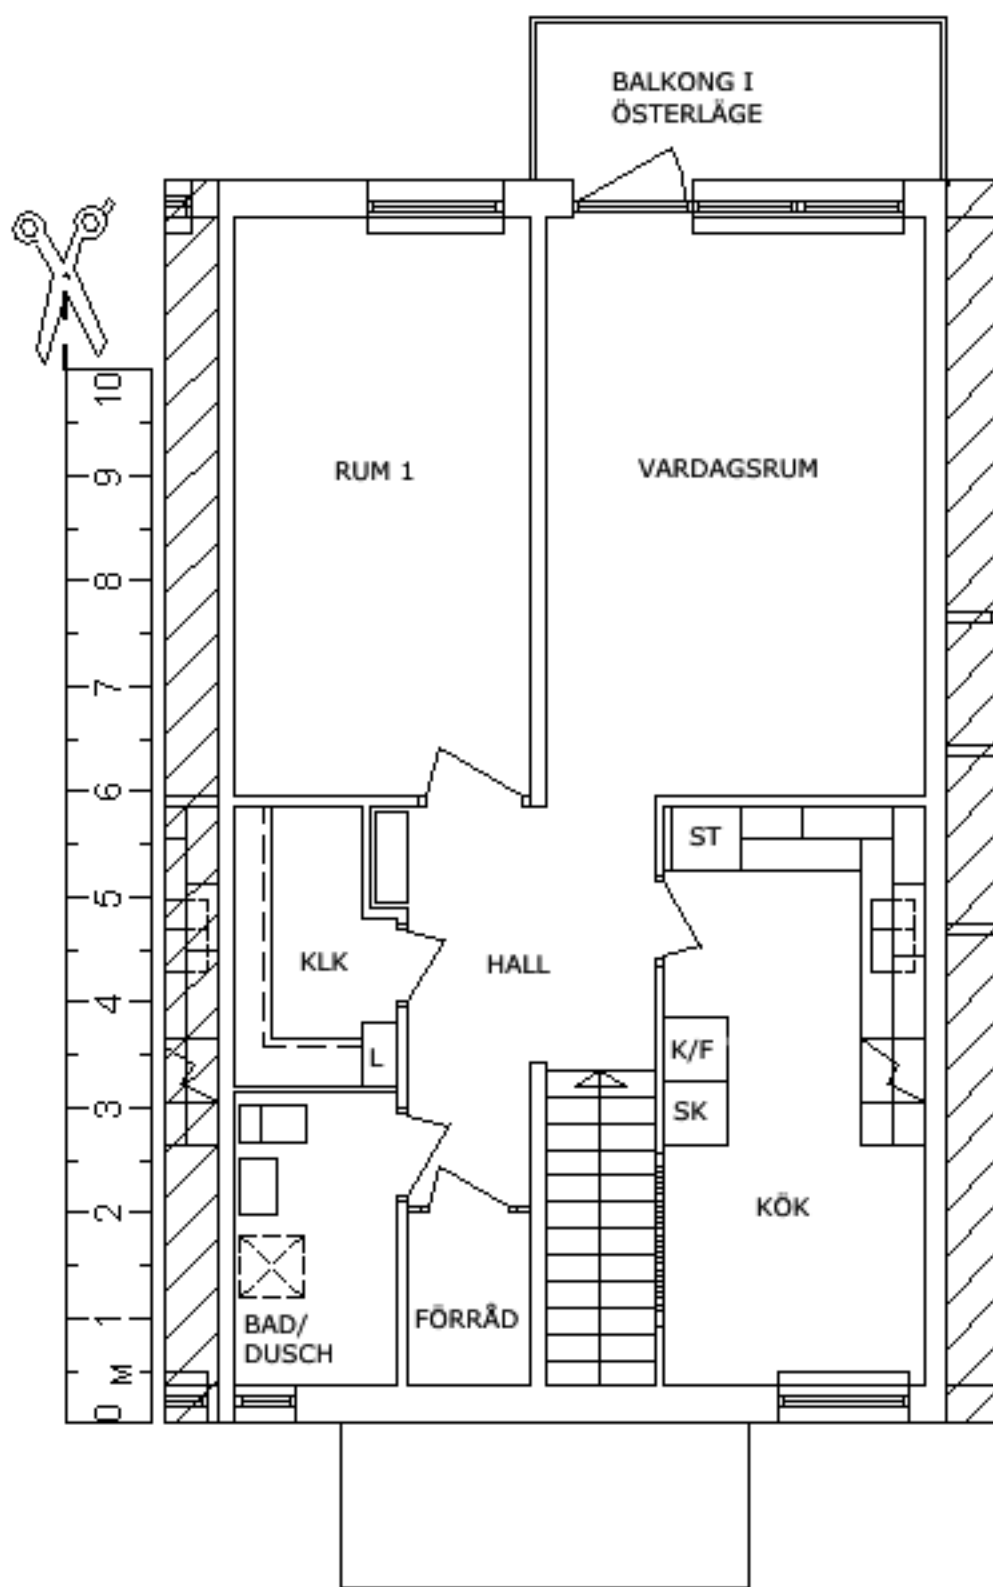 BALKONG I
ÖSTERLÄGE
RUM 1
VARDAGSRUM
ST
KLK
HALL
L
K/F
SK
KÖK
BAD/
DUSCH
FÖRRÅD
10
9
8
7
6
5
4
3
2
1
M
0